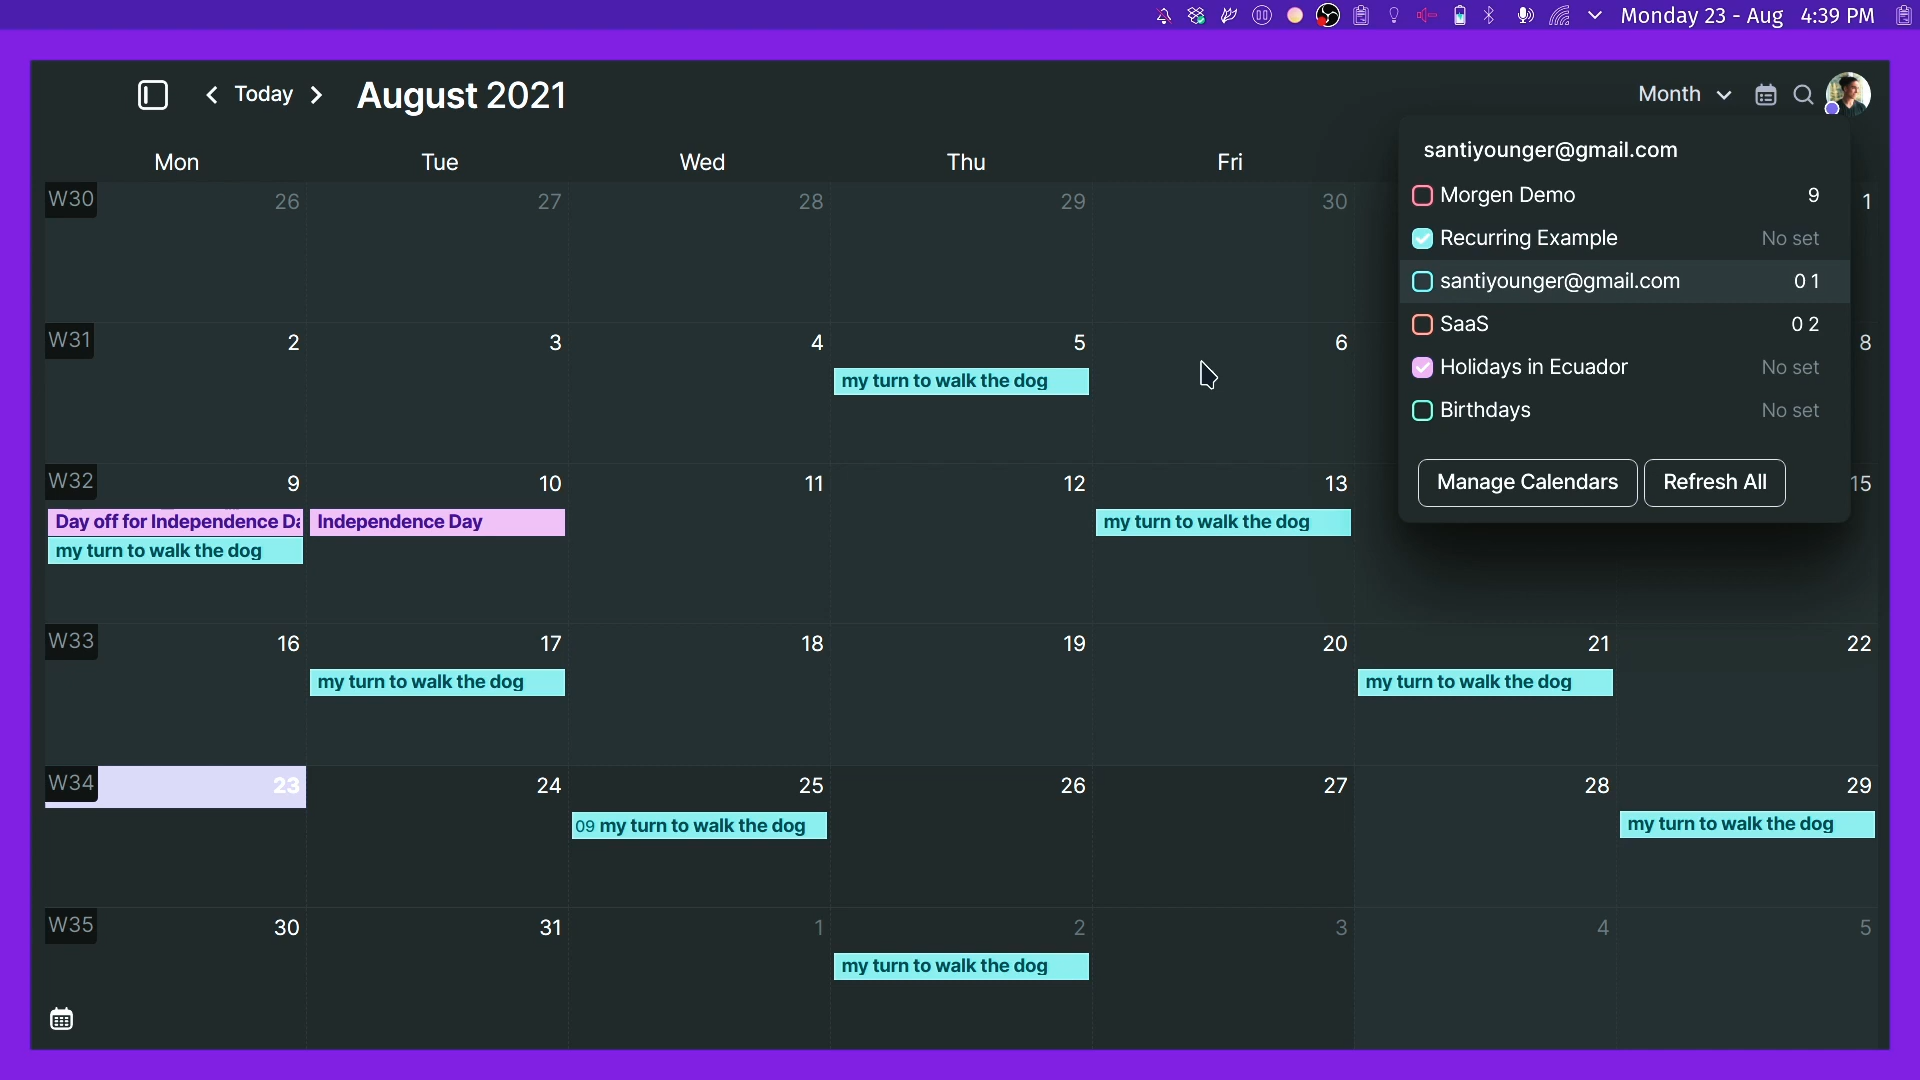 Monday 23 - Aug 4:39 PM
Today
August 2021
Month
Mon Tue Wed Thu Fri
santiyounger@gmail.com
Morgen Demo 9
Recurring Example No set
santiyounger@gmail.com 0 1
SaaS 0 2
Holidays in Ecuador No set
Birthdays No set
Manage Calendars Refresh All
W30 26 27 28 29 30 1
W31 2 3 4 5 6 8
my turn to walk the dog
W32 9 10 11 12 13 15
Day off for Independence Da Independence Day my turn to walk the dog
my turn to walk the dog
W33 16 17 18 19 20 21 22
my turn to walk the dog my turn to walk the dog
W34 23 24 25 26 27 28 29
09 my turn to walk the dog my turn to walk the dog
W35 30 31 1 2 3 4 5
my turn to walk the dog